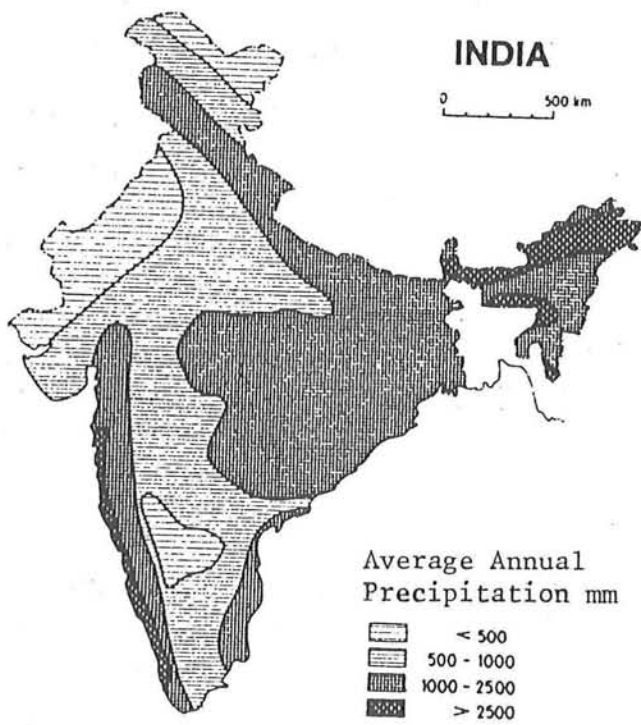 INDIA
0 500 km
Average Annual
Precipitation mm
< 500
500 - 1000
1000 - 2500
> 2500